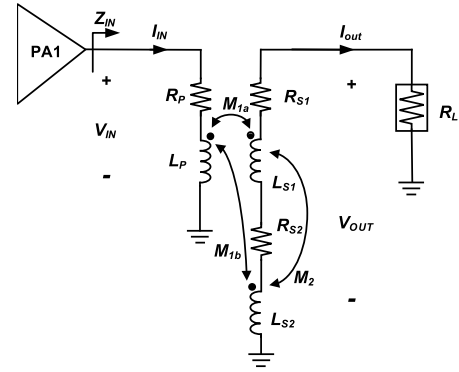 Z_IN
PA1
I_IN
I_out
+
+
R_P
M_1a
R_S1
R_L
V_IN
L_P
L_S1
-
R_S2
V_OUT
M_1b
M_2
-
L_S2